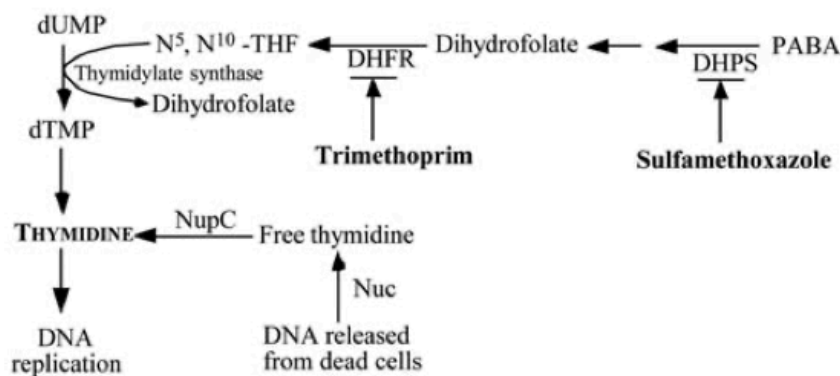 dUMP
N⁵, N¹⁰ -THF
Dihydrofolate
PABA
DHFR
DHPS
Thymidylate synthase
Dihydrofolate
dTMP
Trimethoprim
Sulfamethoxazole
NupC
THYMIDINE
Free thymidine
Nuc
DNA
replication
DNA released
from dead cells